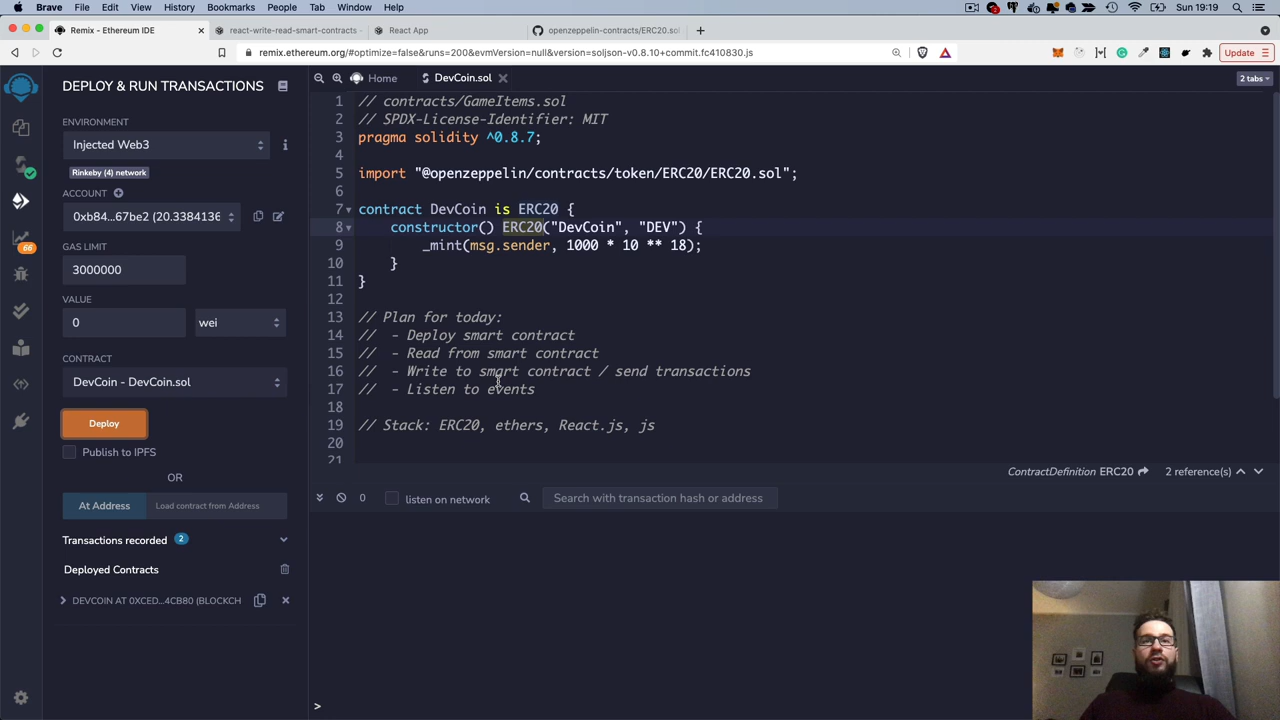 Brave File Edit View History Bookmarks People Tab Window Help
Sun 19:19
Remix - Ethereum IDE
react-write-read-smart-contracts
React App
openzeppelin-contracts/ERC20.sol
remix.ethereum.org/#optimize=false&runs=200&evmVersion=null&version=soljson-v0.8.10+commit.fc410830.js
Update
DEPLOY & RUN TRANSACTIONS
Home
DevCoin.sol
2 tabs
ENVIRONMENT
Injected Web3
Rinkeby (4) network
ACCOUNT
0xb84...67be2 (20.3384136
GAS LIMIT
3000000
VALUE
0
wei
CONTRACT
DevCoin - DevCoin.sol
Deploy
Publish to IPFS
OR
At Address
Load contract from Address
Transactions recorded 2
Deployed Contracts
DEVCOIN AT 0XCED...4CB80 (BLOCKCH
66
1 // contracts/GameItems.sol
2 // SPDX-License-Identifier: MIT
3 pragma solidity ^0.8.7;
4
5 import "@openzeppelin/contracts/token/ERC20/ERC20.sol";
6
7 contract DevCoin is ERC20 {
8 constructor() ERC20("DevCoin", "DEV") {
9 _mint(msg.sender, 1000 * 10 ** 18);
10 }
11 }
12
13 // Plan for today:
14 // - Deploy smart contract
15 // - Read from smart contract
16 // - Write to smart contract / send transactions
17 // - Listen to events
18
19 // Stack: ERC20, ethers, React.js, js
20
21
ContractDefinition ERC20
2 reference(s)
0
listen on network
Search with transaction hash or address
>